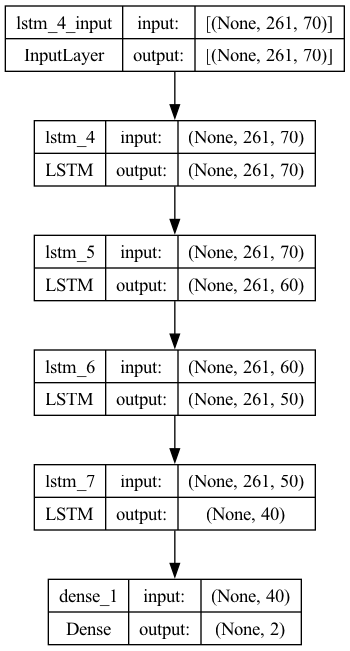 lstm_4_input input: [(None, 261, 70)]
InputLayer output: [(None, 261, 70)]
lstm_4 input: (None, 261, 70)
LSTM output: (None, 261, 70)
lstm_5 input: (None, 261, 70)
LSTM output: (None, 261, 60)
lstm_6 input: (None, 261, 60)
LSTM output: (None, 261, 50)
lstm_7 input: (None, 261, 50)
LSTM output: (None, 40)
dense_1 input: (None, 40)
Dense output: (None, 2)